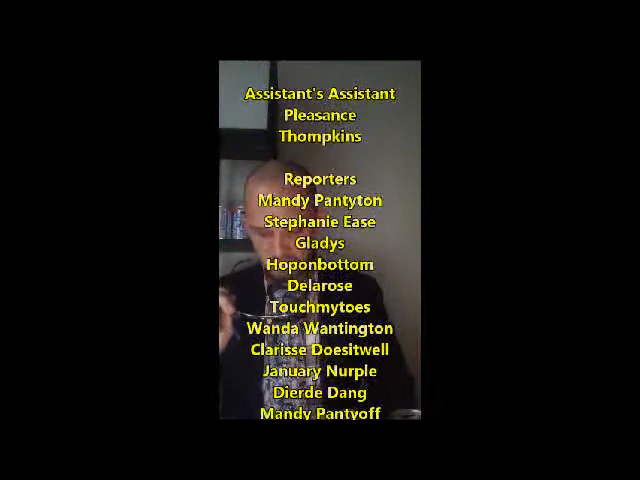 Assistant's Assistant
Pleasance
Thompkins
Reporters
Mandy Pantyton
Stephanie Ease
Gladys
Hoponbottom
Delarose
Touchmytoes
Wanda Wantington
Clarisse Doesitwell
January Nurple
Dierde Dang
Mandy Pantyoff